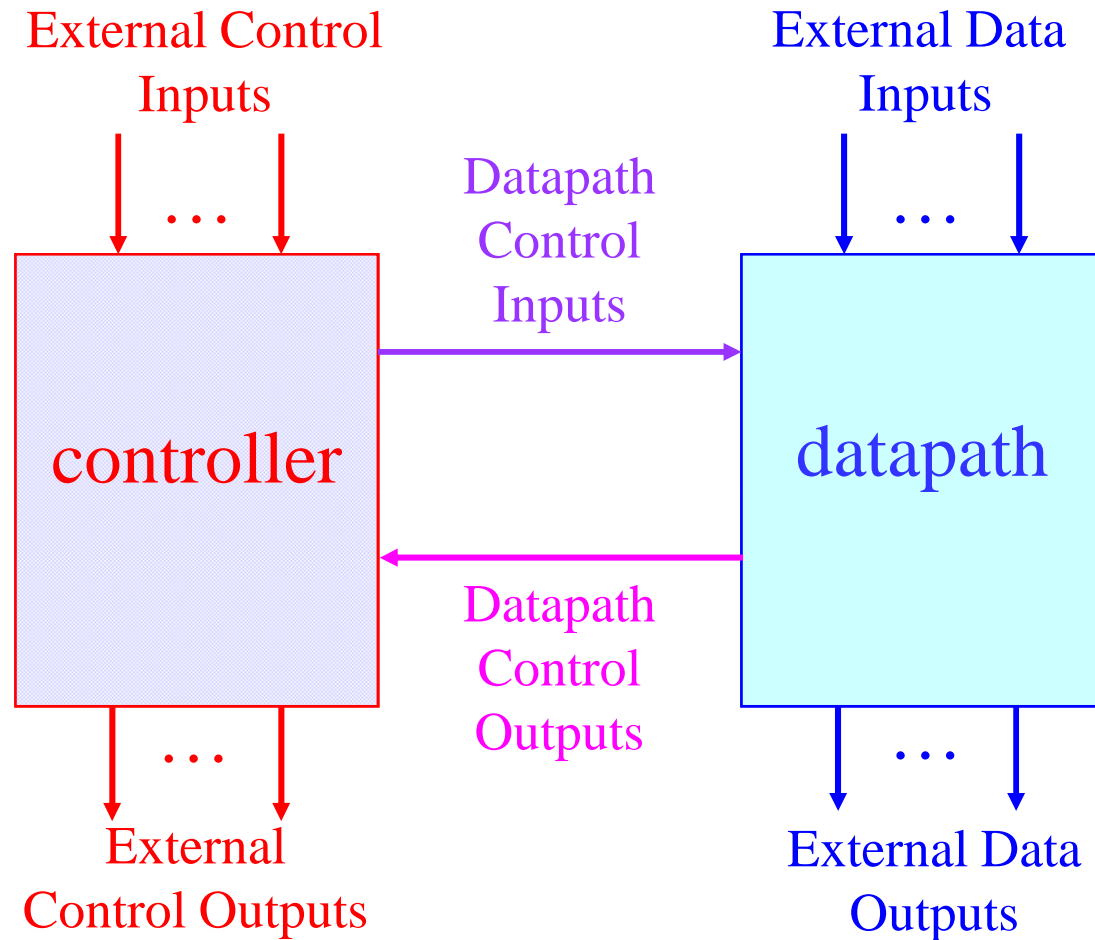 External Control
Inputs
External Data
Inputs
. . .
. . .
Datapath
Control
Inputs
controller
datapath
Datapath
Control
Outputs
. . .
. . .
External
Control Outputs
External Data
Outputs